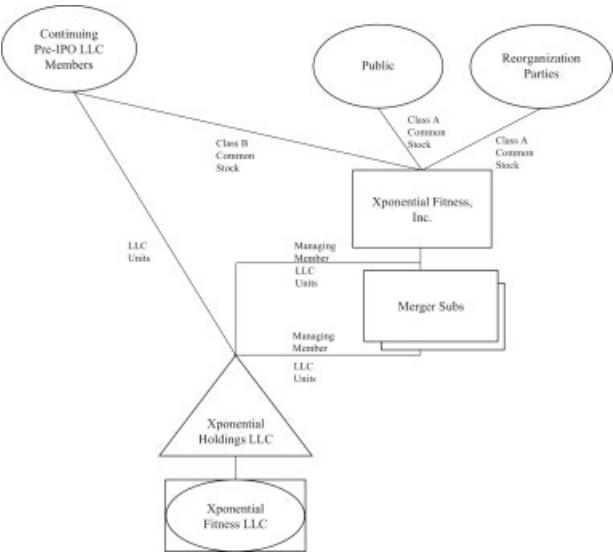 Continuing
Pre-IPO LLC
Members
Public
Reorganization
Parties
Class A
Common
Stock
Class B
Common
Stock
Class A
Common
Stock
Xponential Fitness,
Inc.
LLC
Units
Managing
Member
LLC
Units
Merger Subs
Managing
Member
LLC
Units
Xponential
Holdings LLC
Xponential
Fitness LLC